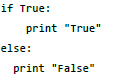 if True:
    print "True"
else:
  print "False"